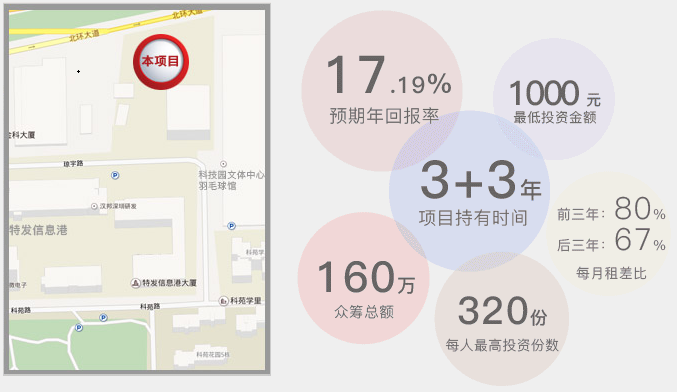 北环大道
北环大道
本项目
金科大厦
琼宇路
科技园文体中心
羽毛球馆
汉邦深圳研发
特发信息港
科苑学
特发信息港大厦
微电子
科苑学里
科苑路
科苑路
科苑花园5栋
17.19%
预期年回报率
1000元
最低投资金额
3+3年
项目持有时间
前三年：80%
后三年：67%
每月租差比
160万
众筹总额
320份
每人最高投资份数